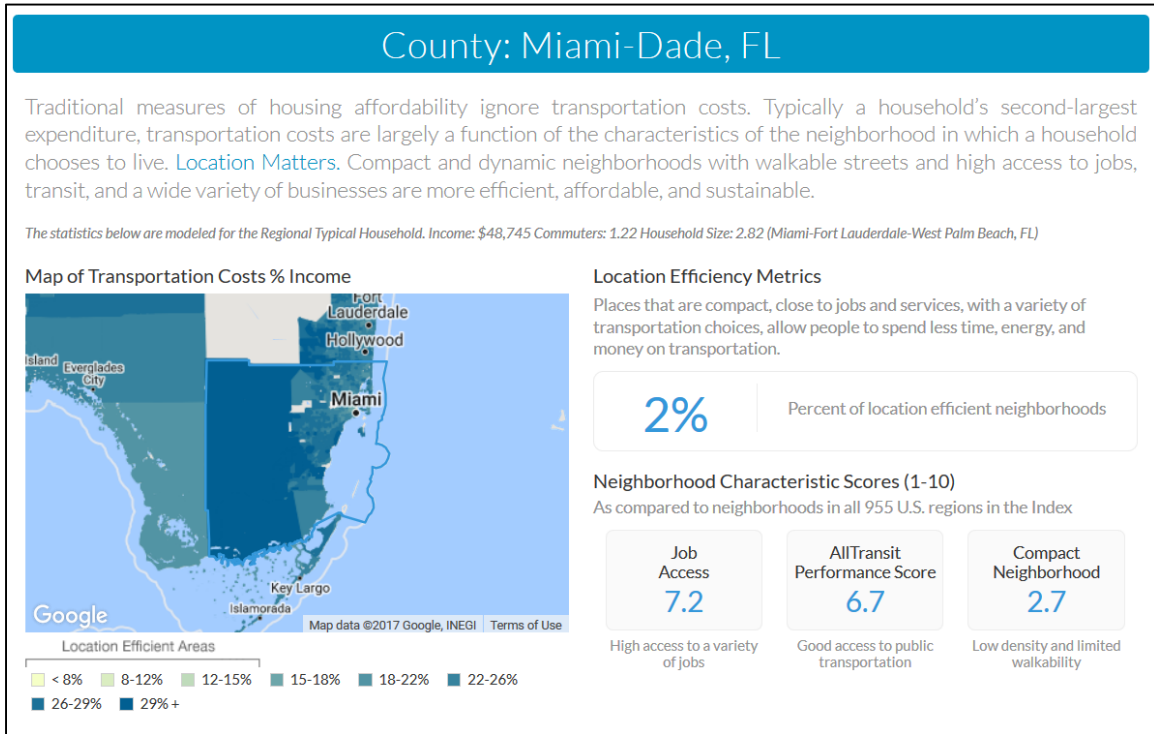 County: Miami-Dade, FL
Traditional measures of housing affordability ignore transportation costs. Typically a household's second-largest
expenditure, transportation costs are largely a function of the characteristics of the neighborhood in which a household
chooses to live. Location Matters. Compact and dynamic neighborhoods with walkable streets and high access to jobs,
transit, and a wide variety of businesses are more efficient, affordable, and sustainable.
The statistics below are modeled for the Regional Typical Household. Income: $48,745 Commuters: 1.22 Household Size: 2.82 (Miami-Fort Lauderdale-West Palm Beach, FL)
Map of Transportation Costs % Income
Fort
Lauderdale
Hollywood
Island
Everglades
City
Miami
Key Largo
Islamorada
Google
Map data ©2017 Google, INEGI
Terms of Use
Location Efficient Areas
< 8%
8-12%
12-15%
15-18%
18-22%
22-26%
26-29%
29% +
Location Efficiency Metrics
Places that are compact, close to jobs and services, with a variety of
transportation choices, allow people to spend less time, energy, and
money on transportation.
2%
Percent of location efficient neighborhoods
Neighborhood Characteristic Scores (1-10)
As compared to neighborhoods in all 955 U.S. regions in the Index
Job
Access
7.2
High access to a variety
of jobs
AllTransit
Performance Score
6.7
Good access to public
transportation
Compact
Neighborhood
2.7
Low density and limited
walkability